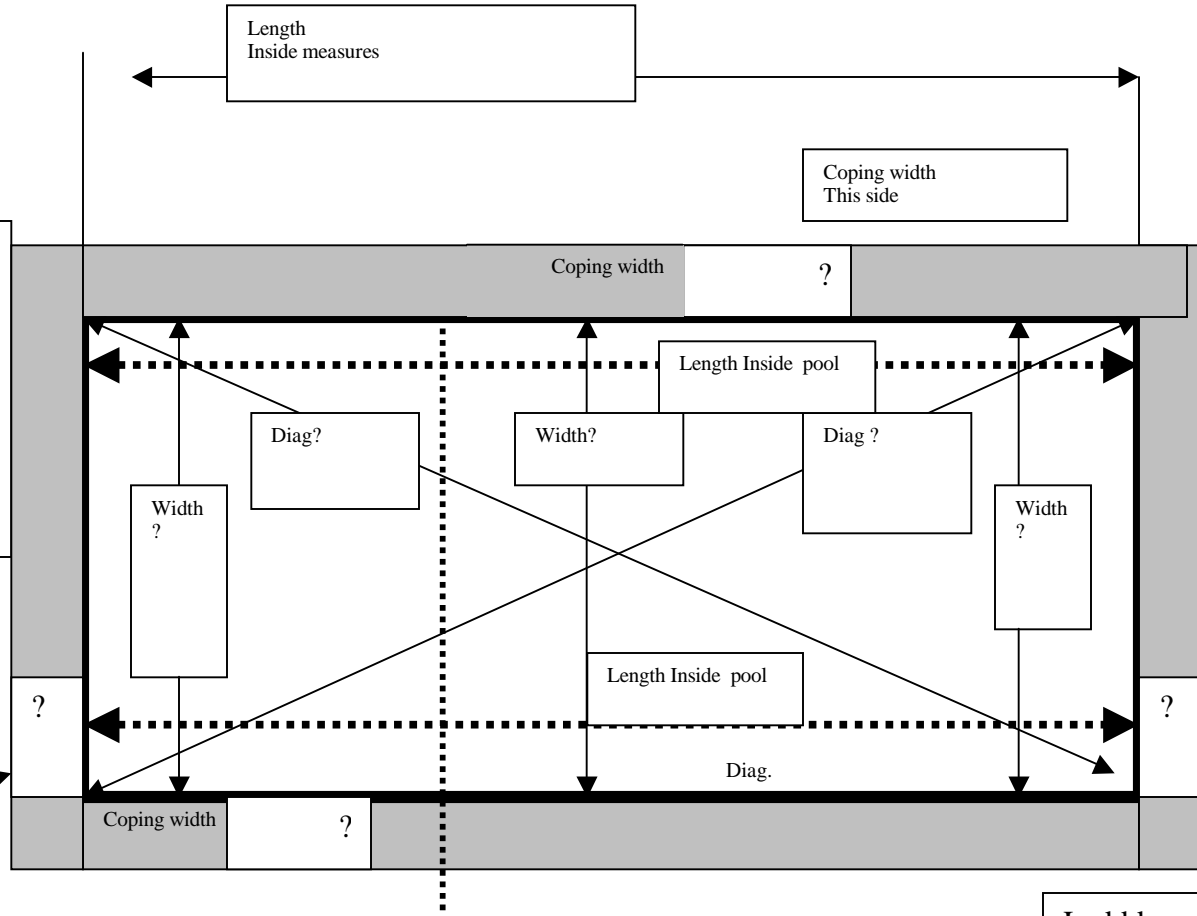 Length
Inside measures
Coping width
This side
Coping width
?
Length Inside pool
Diag?
Width?
Diag ?
Width
?
Width
?
Length Inside pool
?
?
Diag.
Coping width
?